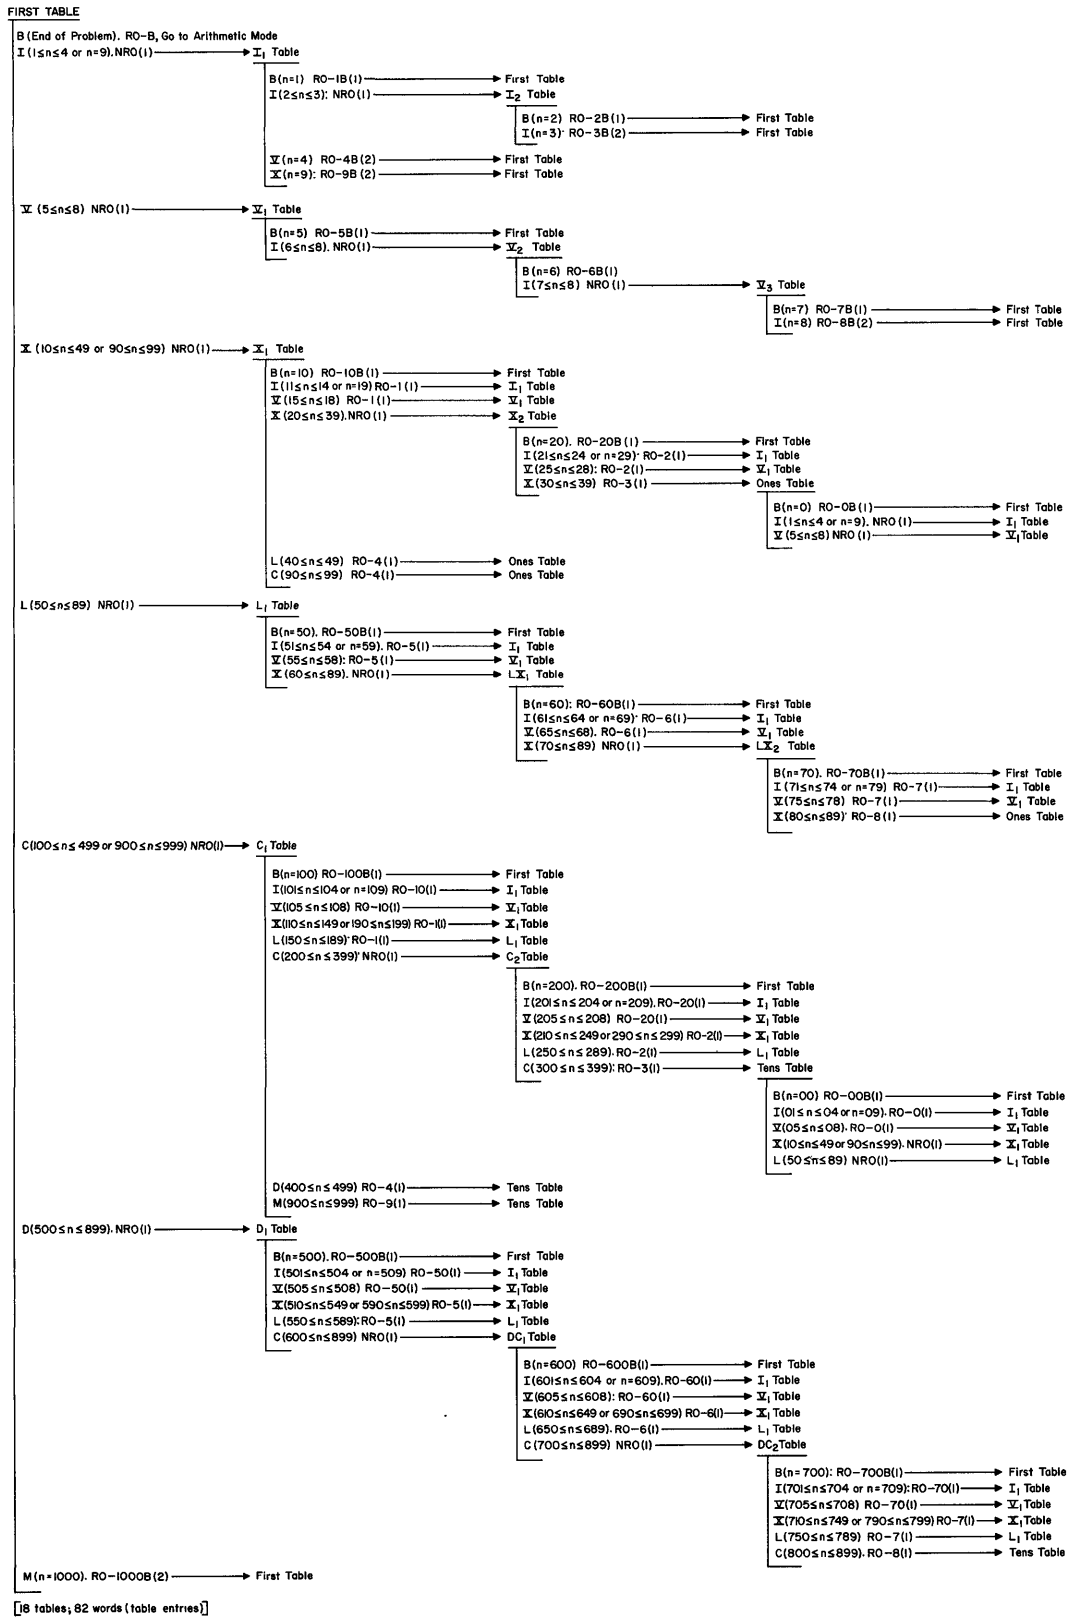 FIRST TABLE
B (End of Problem). RO-B, Go to Arithmetic Mode
I (1≤n≤4 or n=9). NRO(1) → I₁ Table
B(n=1) RO-1B(1) → First Table
I(2≤n≤3): NRO(1) → I₂ Table
B(n=2) RO-2B(1) → First Table
I(n=3)· RO-3B(2) → First Table
V(n=4) RO-4B(2) → First Table
X(n=9): RO-9B(2) → First Table
V (5≤n≤8) NRO(1) → V₁ Table
B(n=5) RO-5B(1) → First Table
I(6≤n≤8). NRO(1) → V₂ Table
B(n=6) RO-6B(1)
I(7≤n≤8) NRO(1) → V₃ Table
B(n=7) RO-7B(1) → First Table
I(n=8) RO-8B(2) → First Table
X (10≤n≤49 or 90≤n≤99) NRO(1) → X₁ Table
B(n=10) RO-10B(1) → First Table
I(11≤n≤14 or n=19) RO-1(1) → I₁ Table
V(15≤n≤18) RO-1(1) → V₁ Table
X(20≤n≤39). NRO(1) → X₂ Table
B(n=20). RO-20B(1) → First Table
I(21≤n≤24 or n=29)· RO-2(1) → I₁ Table
V(25≤n≤28): RO-2(1) → V₁ Table
X(30≤n≤39) RO-3(1) → Ones Table
B(n=0) RO-0B(1) → First Table
I(1≤n≤4 or n=9). NRO(1) → I₁ Table
V(5≤n≤8) NRO(1) → V₁ Table
L(40≤n≤49) RO-4(1) → Ones Table
C(90≤n≤99) RO-4(1) → Ones Table
L(50≤n≤89) NRO(1) → L₁ Table
B(n=50). RO-50B(1) → First Table
I(51≤n≤54 or n=59). RO-5(1) → I₁ Table
V(55≤n≤58): RO-5(1) → V₁ Table
X(60≤n≤89). NRO(1) → LX₁ Table
B(n=60): RO-60B(1) → First Table
I(61≤n≤64 or n=69)· RO-6(1) → I₁ Table
V(65≤n≤68). RO-6(1) → V₁ Table
X(70≤n≤89) NRO(1) → LX₂ Table
B(n=70). RO-70B(1) → First Table
I(71≤n≤74 or n=79) RO-7(1) → I₁ Table
V(75≤n≤78) RO-7(1) → V₁ Table
X(80≤n≤89)· RO-8(1) → Ones Table
C(100≤n≤499 or 900≤n≤999) NRO(1) → C₁ Table
B(n=100) RO-100B(1) → First Table
I(101≤n≤104 or n=109) RO-10(1) → I₁ Table
V(105≤n≤108) RO-10(1) → V₁ Table
X(110≤n≤149 or 190≤n≤199) RO-1(1) → X₁ Table
L(150≤n≤189)· RO-1(1) → L₁ Table
C(200≤n≤399)· NRO(1) → C₂ Table
B(n=200). RO-200B(1) → First Table
I(201≤n≤204 or n=209). RO-20(1) → I₁ Table
V(205≤n≤208) RO-20(1) → V₁ Table
X(210≤n≤249 or 290≤n≤299) RO-2(1) → X₁ Table
L(250≤n≤289). RO-2(1) → L₁ Table
C(300≤n≤399): RO-3(1) → Tens Table
B(n=00) RO-00B(1) → First Table
I(01≤n≤04 or n=09). RO-0(1) → I₁ Table
V(05≤n≤08). RO-0(1) → V₁ Table
X(10≤n≤49 or 90≤n≤99). NRO(1) → X₁ Table
L(50≤n≤89) NRO(1) → L₁ Table
D(400≤n≤499) RO-4(1) → Tens Table
M(900≤n≤999) RO-9(1) → Tens Table
D(500≤n≤899). NRO(1) → D₁ Table
B(n=500). RO-500B(1) → First Table
I(501≤n≤504 or n=509) RO-50(1) → I₁ Table
V(505≤n≤508) RO-50(1) → V₁ Table
X(510≤n≤549 or 590≤n≤599) RO-5(1) → X₁ Table
L(550≤n≤589): RO-5(1) → L₁ Table
C(600≤n≤899) NRO(1) → DC₁ Table
B(n=600) RO-600B(1) → First Table
I(601≤n≤604 or n=609). RO-60(1) → I₁ Table
V(605≤n≤608): RO-60(1) → V₁ Table
X(610≤n≤649 or 690≤n≤699) RO-6(1) → X₁ Table
L(650≤n≤689). RO-6(1) → L₁ Table
C(700≤n≤899) NRO(1) → DC₂ Table
B(n=700): RO-700B(1) → First Table
I(701≤n≤704 or n=709): RO-70(1) → I₁ Table
V(705≤n≤708) RO-70(1) → V₁ Table
X(710≤n≤749 or 790≤n≤799) RO-7(1) → X₁ Table
L(750≤n≤789) RO-7(1) → L₁ Table
C(800≤n≤899). RO-8(1) → Tens Table
M(n=1000). RO-1000B(2) → First Table
[18 tables; 82 words (table entries)]